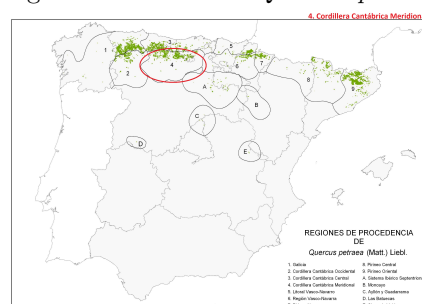 4. Cordillera Cantábrica Meridion
3
1
5
2
4
6
7
8
9
A
B
C
D
E
REGIONES DE PROCEDENCIA
DE
Quercus petraea (Matt.) Liebl.
1. Galicia
2. Cordillera Cantábrica Occidental
3. Cordillera Cantábrica Central
4. Cordillera Cantábrica Meridional
5. Litoral Vasco-Navarro
6. Región Vasco-Navarra
8. Pirineo Central
9. Pirineo Oriental
A. Sistema Ibérico Septentrion
B. Moncayo
C. Ayllón y Guadarrama